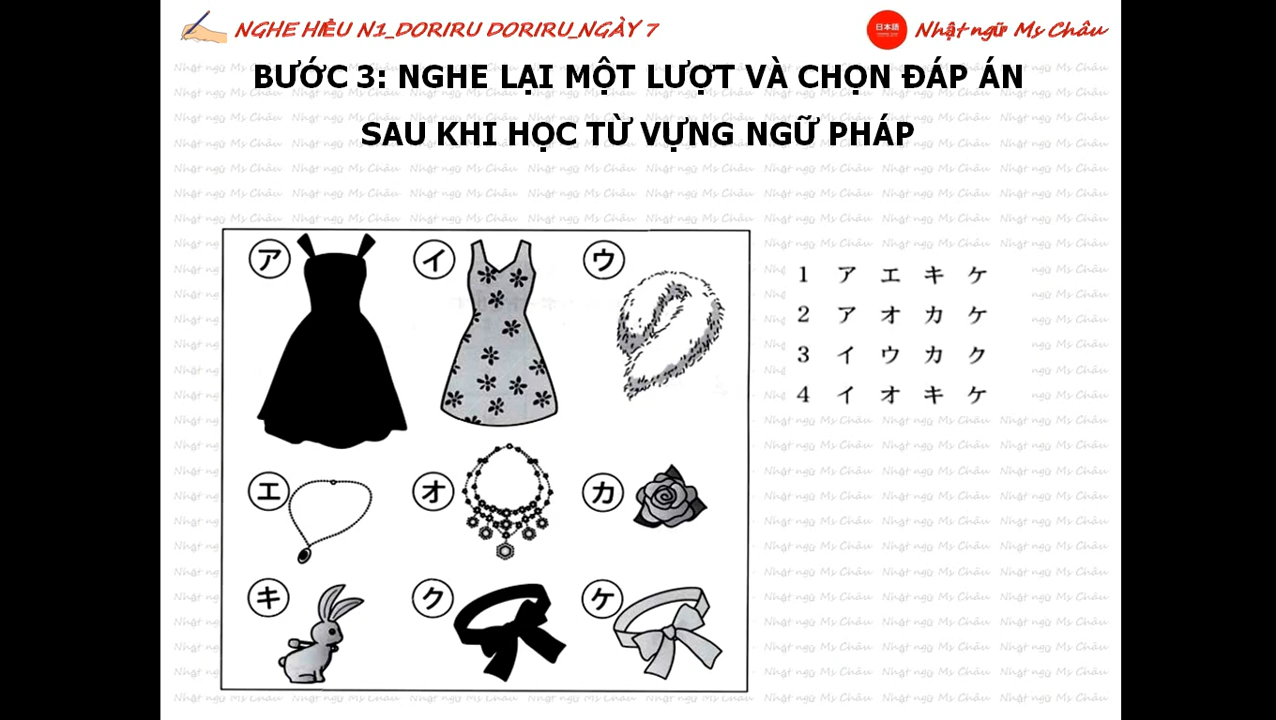 NGHE HIỂU N1_DORIRU DORIRU_NGÀY 7
日本語
Nhật ngữ Ms Châu
BƯỚC 3: NGHE LẠI MỘT LƯỢT VÀ CHỌN ĐÁP ÁN
SAU KHI HỌC TỪ VỰNG NGỮ PHÁP
ア イ ウ
エ オ カ
キ ク ケ
1 ア エ キ ケ
2 ア オ カ ケ
3 イ ウ カ ク
4 イ オ キ ケ